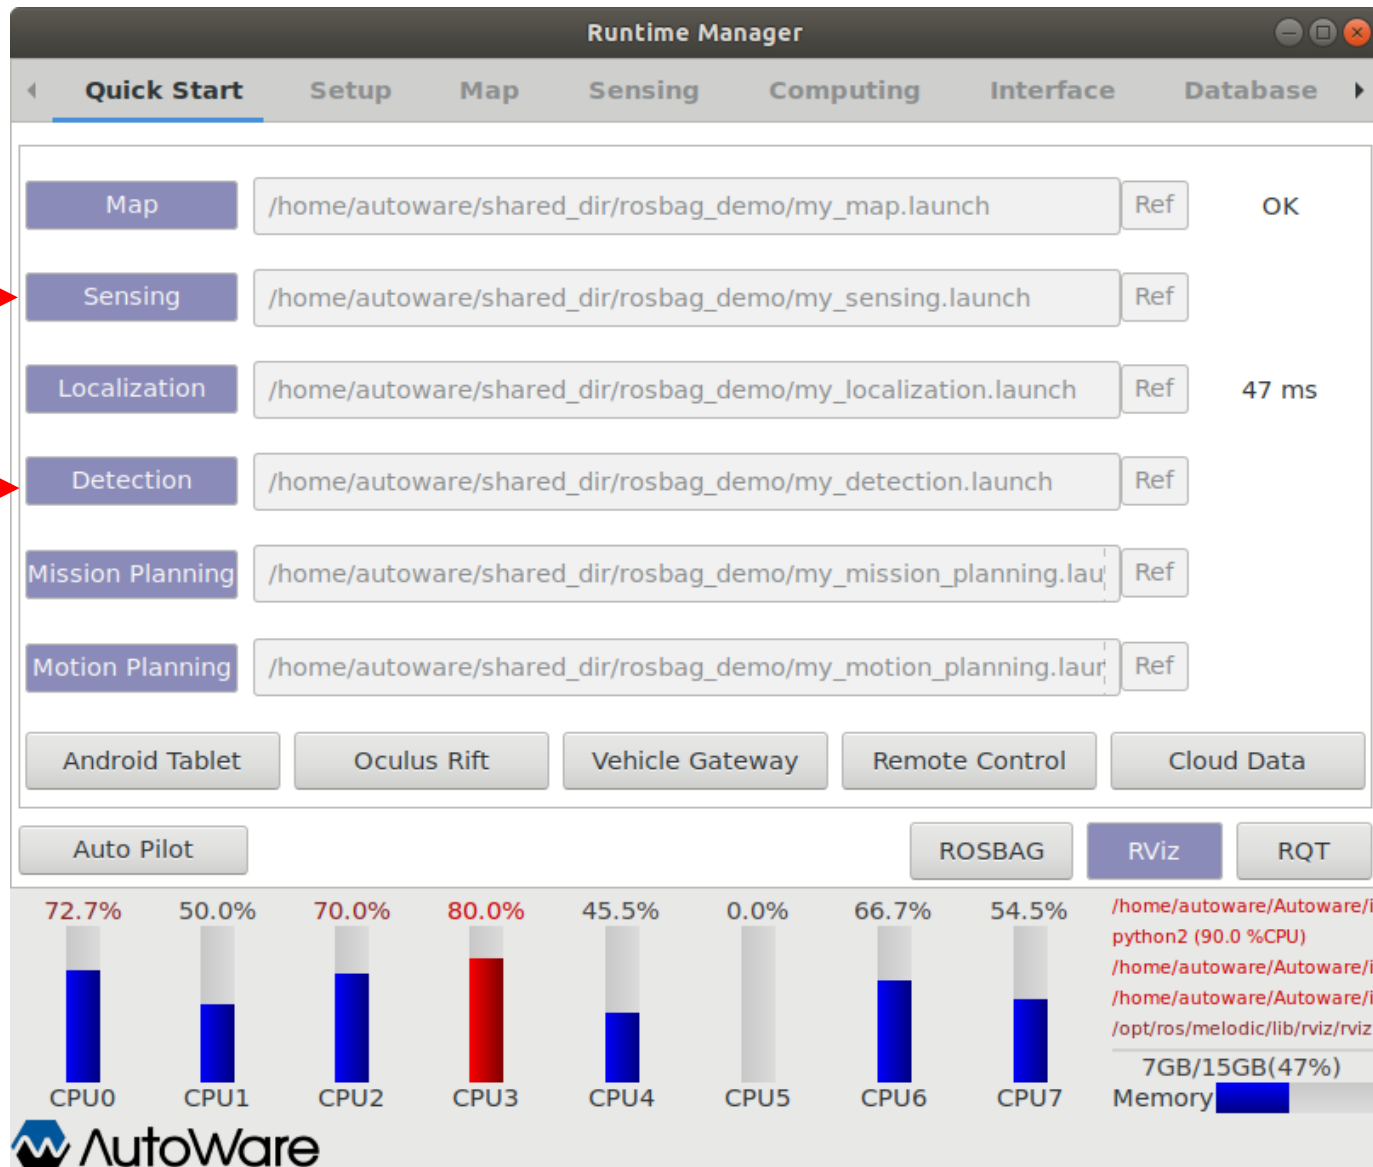 Runtime Manager
Quick Start Setup Map Sensing Computing Interface Database
Map /home/autoware/shared_dir/rosbag_demo/my_map.launch Ref OK
Sensing /home/autoware/shared_dir/rosbag_demo/my_sensing.launch Ref
Localization /home/autoware/shared_dir/rosbag_demo/my_localization.launch Ref 47 ms
Detection /home/autoware/shared_dir/rosbag_demo/my_detection.launch Ref
Mission Planning /home/autoware/shared_dir/rosbag_demo/my_mission_planning.lau Ref
Motion Planning /home/autoware/shared_dir/rosbag_demo/my_motion_planning.laun Ref
Android Tablet Oculus Rift Vehicle Gateway Remote Control Cloud Data
Auto Pilot ROSBAG RViz RQT
72.7% 50.0% 70.0% 80.0% 45.5% 0.0% 66.7% 54.5%
/home/autoware/Autoware/i
python2 (90.0 %CPU)
/home/autoware/Autoware/i
/home/autoware/Autoware/i
/opt/ros/melodic/lib/rviz/rviz
7GB/15GB(47%)
CPU0 CPU1 CPU2 CPU3 CPU4 CPU5 CPU6 CPU7 Memory
AutoWare